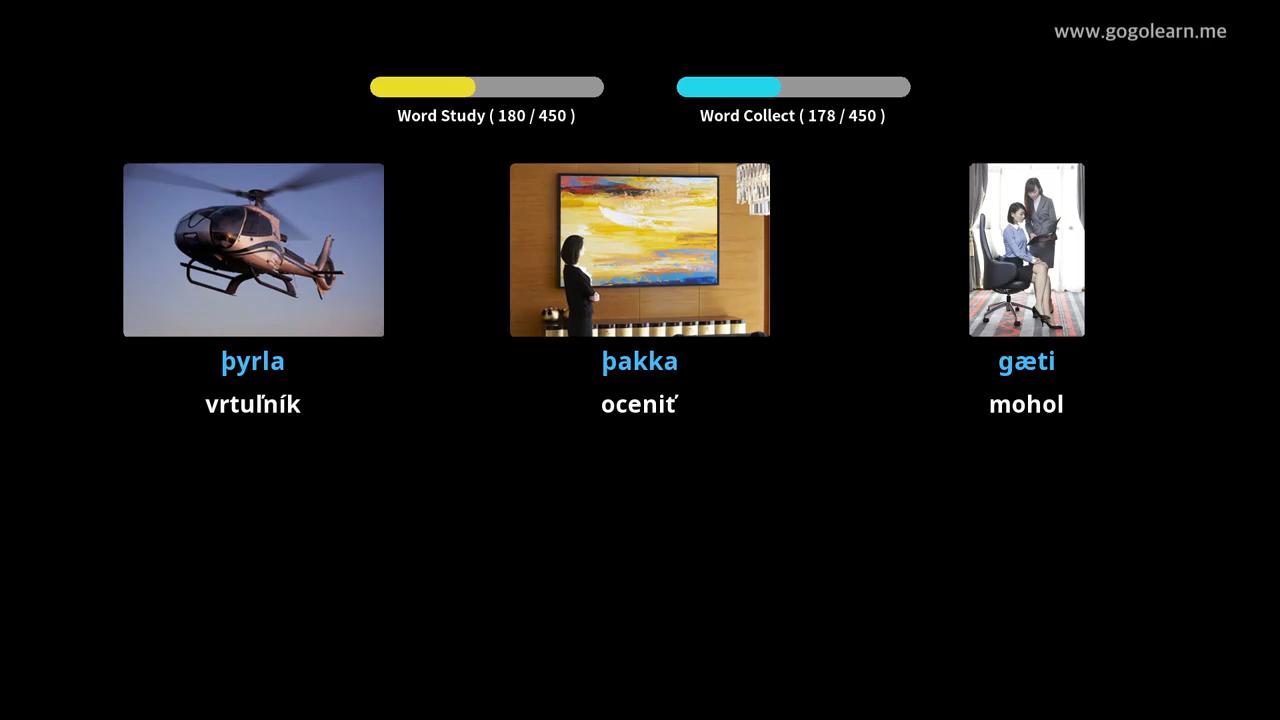 www.gogolearn.me
Word Study ( 180 / 450 )
Word Collect ( 178 / 450 )
þyrla
þakka
gæti
vrtuľník
oceniť
mohol